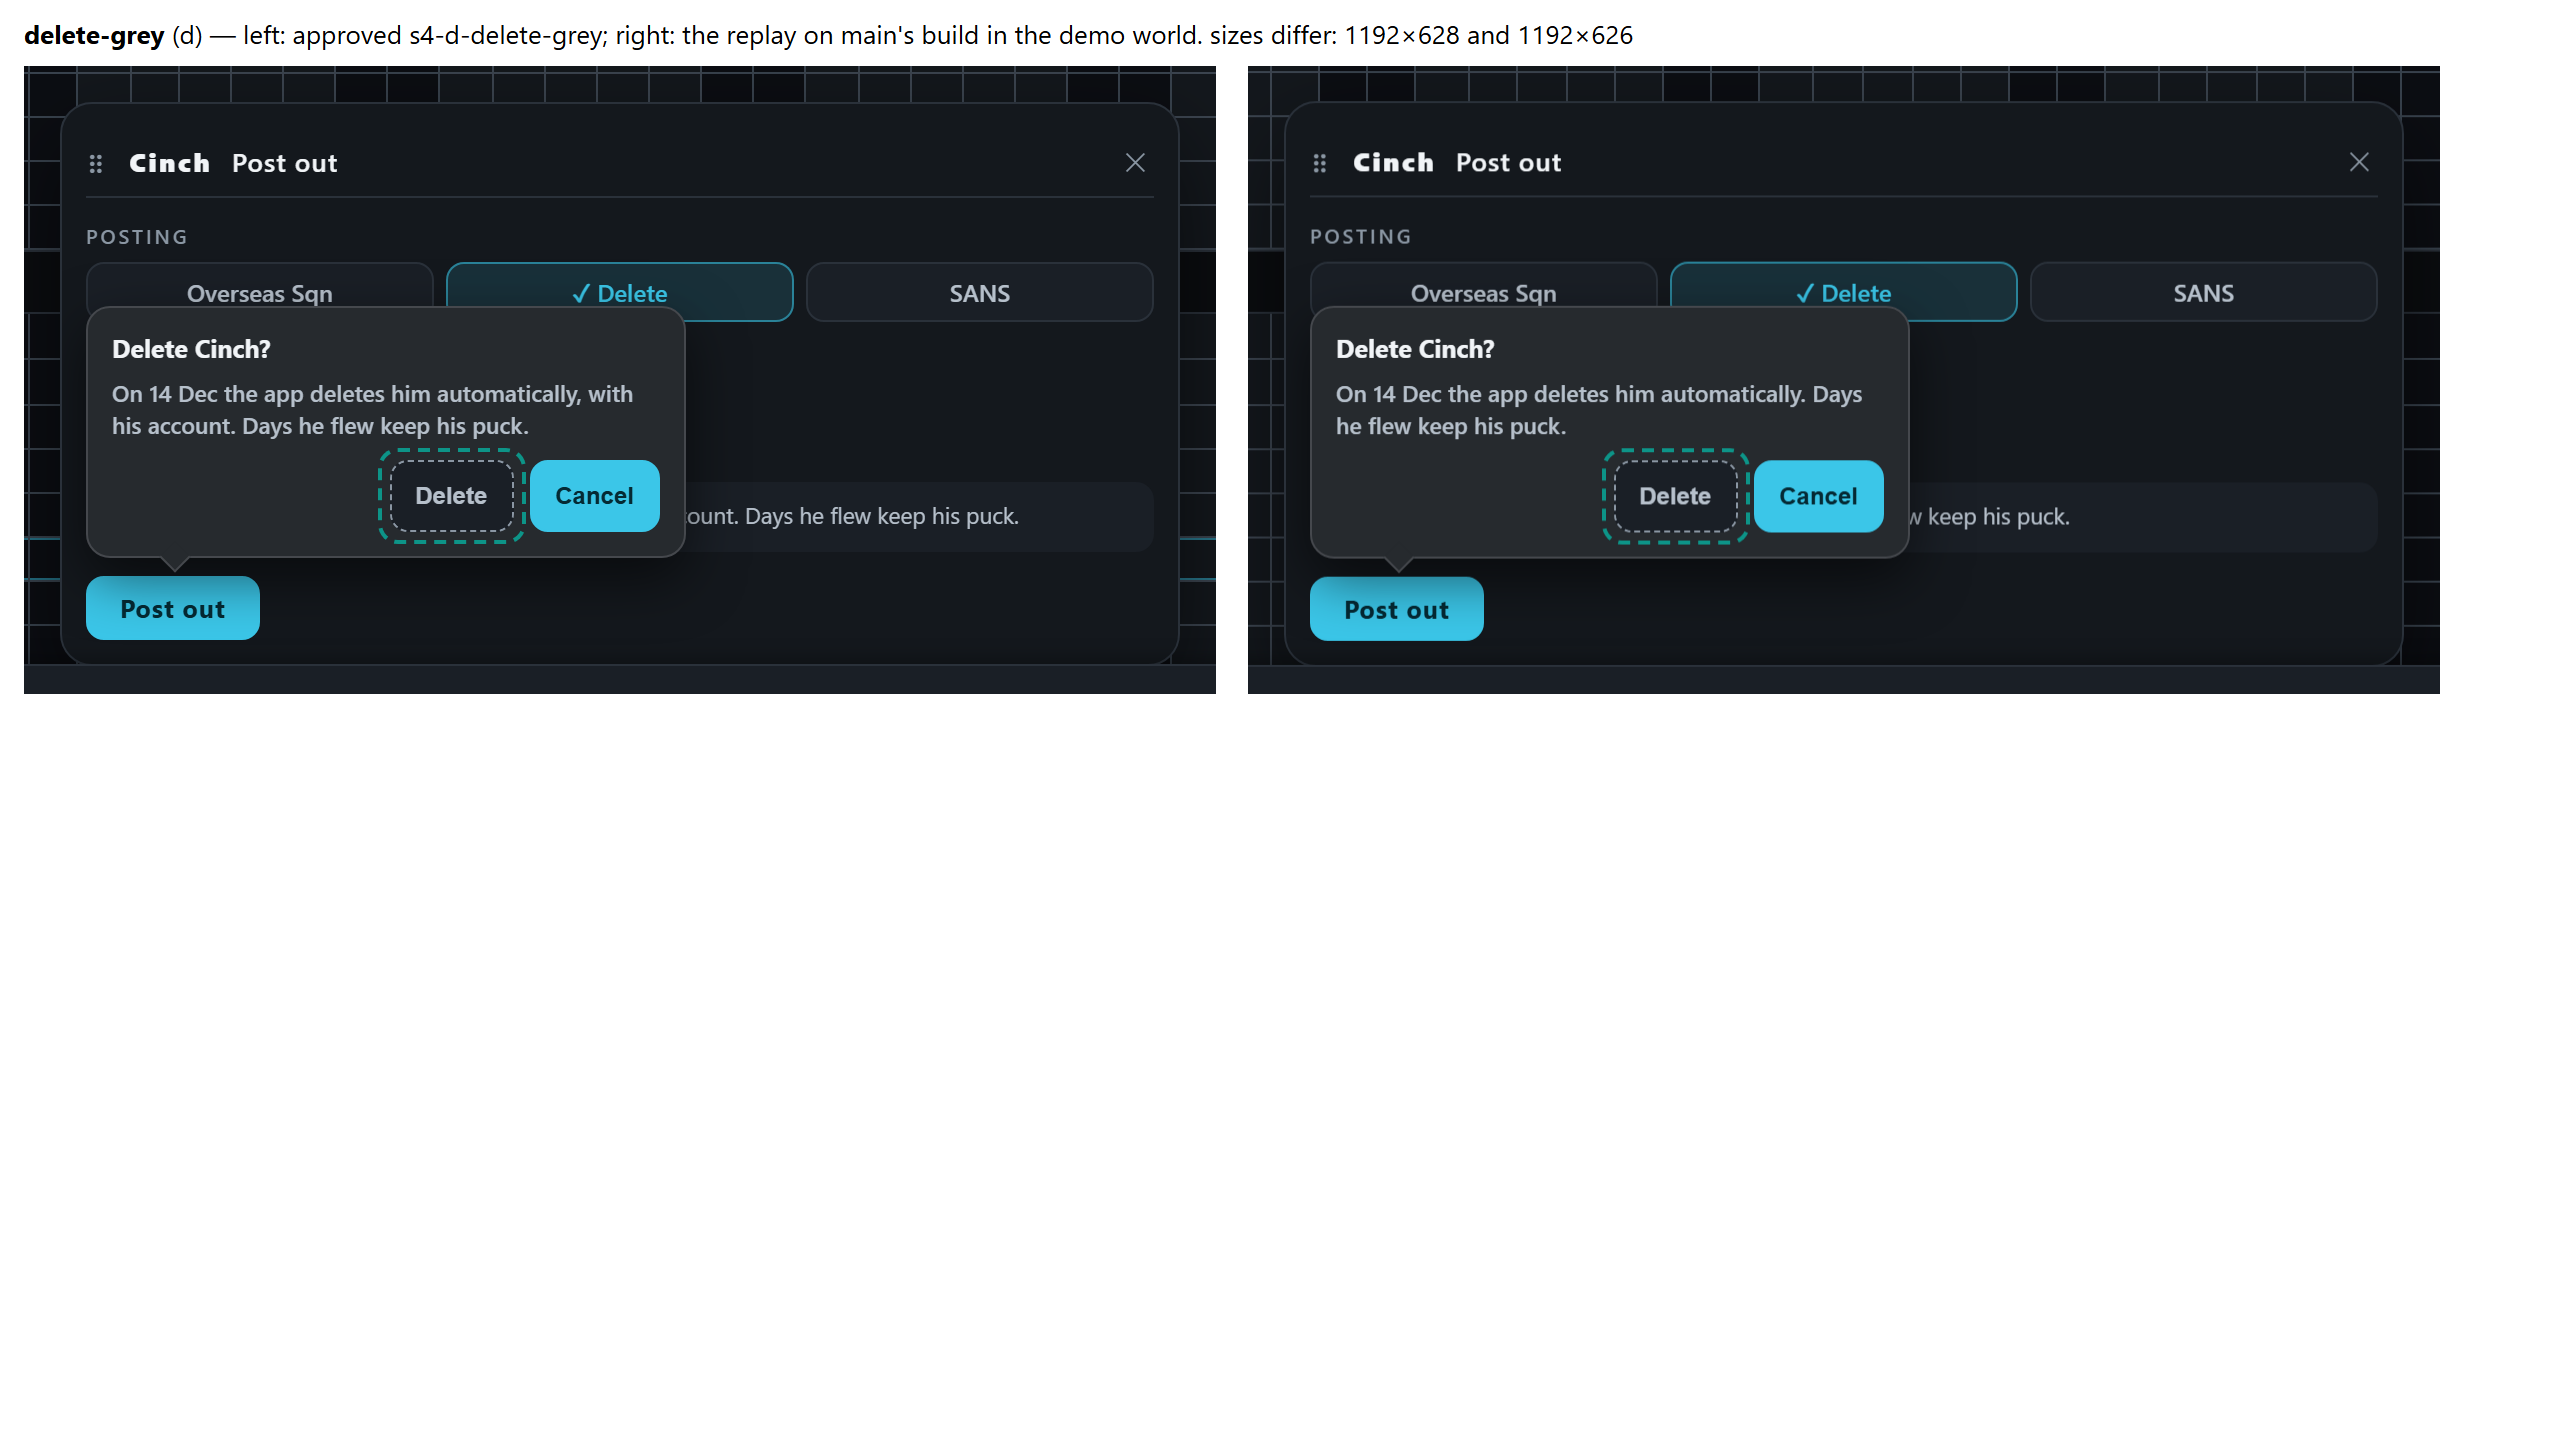 delete-grey (d) — left: approved s4-d-delete-grey; right: the replay on main's build in the demo world. sizes differ: 1192×628 and 1192×626
Cinch Post out
POSTING
Overseas Sqn
✓ Delete
SANS
Delete Cinch?
On 14 Dec the app deletes him automatically, with
his account. Days he flew keep his puck.
Delete
Cancel
Days he flew keep his puck.
Post out
Cinch Post out
POSTING
Overseas Sqn
✓ Delete
SANS
Delete Cinch?
On 14 Dec the app deletes him automatically. Days
he flew keep his puck.
Delete
Cancel
keep his puck.
Post out